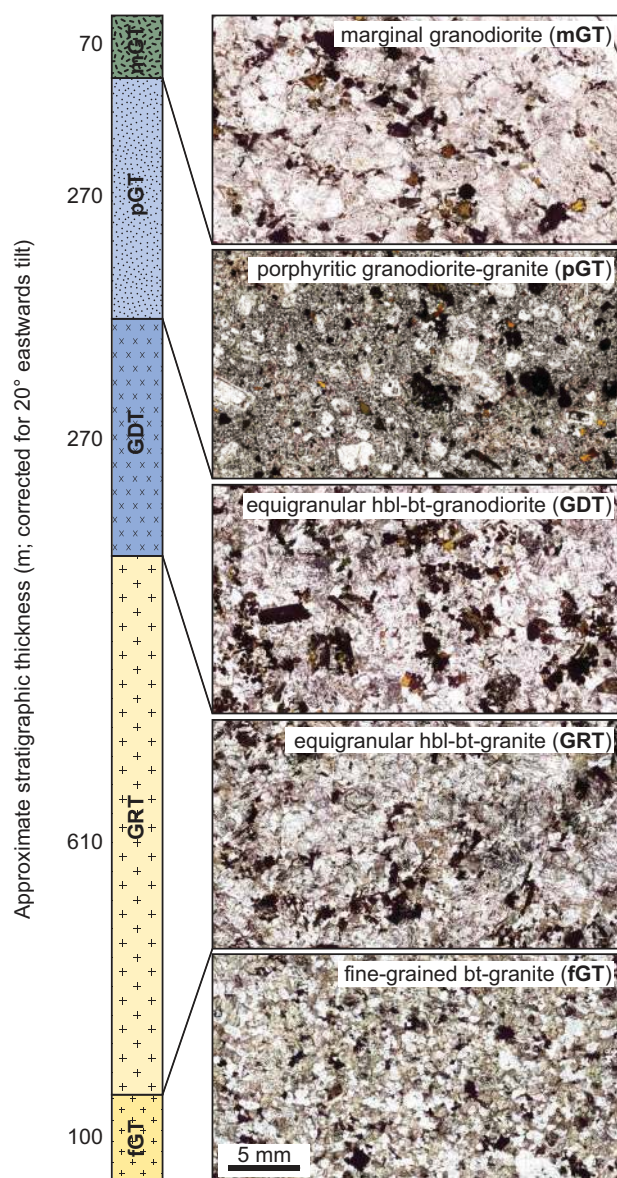 Approximate stratigraphic thickness (m; corrected for 20° eastwards tilt)
70
mGT
270
pGT
270
GDT
610
GRT
100
fGT
marginal granodiorite (mGT)
porphyritic granodiorite-granite (pGT)
equigranular hbl-bt-granodiorite (GDT)
equigranular hbl-bt-granite (GRT)
fine-grained bt-granite (fGT)
5 mm